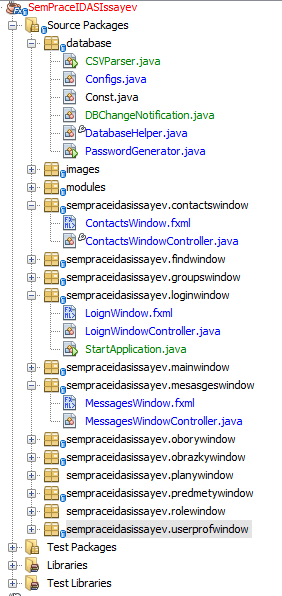 SemPraceIDASIssayev
Source Packages
database
CSVParser.java
Configs.java
Const.java
DBChangeNotification.java
DatabaseHelper.java
PasswordGenerator.java
images
modules
sempraceidasissayev.contactswindow
ContactsWindow.fxml
ContactsWindowController.java
sempraceidasissayev.findwindow
sempraceidasissayev.groupswindow
sempraceidasissayev.loginwindow
LoignWindow.fxml
LoignWindowController.java
StartApplication.java
sempraceidasissayev.mainwindow
sempraceidasissayev.mesasgeswindow
MessagesWindow.fxml
MessagesWindowController.java
sempraceidasissayev.oborywindow
sempraceidasissayev.obrazkywindow
sempraceidasissayev.planywindow
sempraceidasissayev.predmetywindow
sempraceidasissayev.rolewindow
sempraceidasissayev.userprofwindow
Test Packages
Libraries
Test Libraries